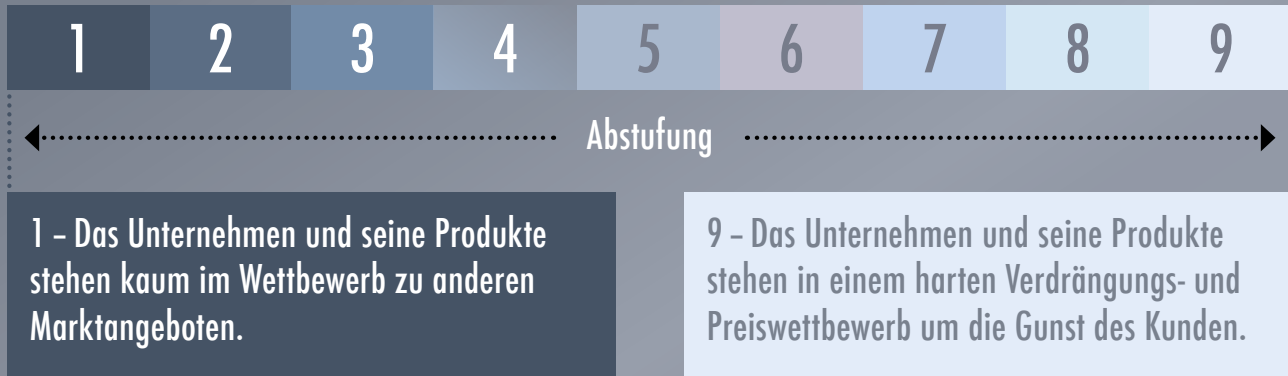 1 2 3 4 5 6 7 8 9
Abstufung
1 – Das Unternehmen und seine Produkte
stehen kaum im Wettbewerb zu anderen
Marktangeboten.
9 – Das Unternehmen und seine Produkte
stehen in einem harten Verdrängungs- und
Preiswettbewerb um die Gunst des Kunden.